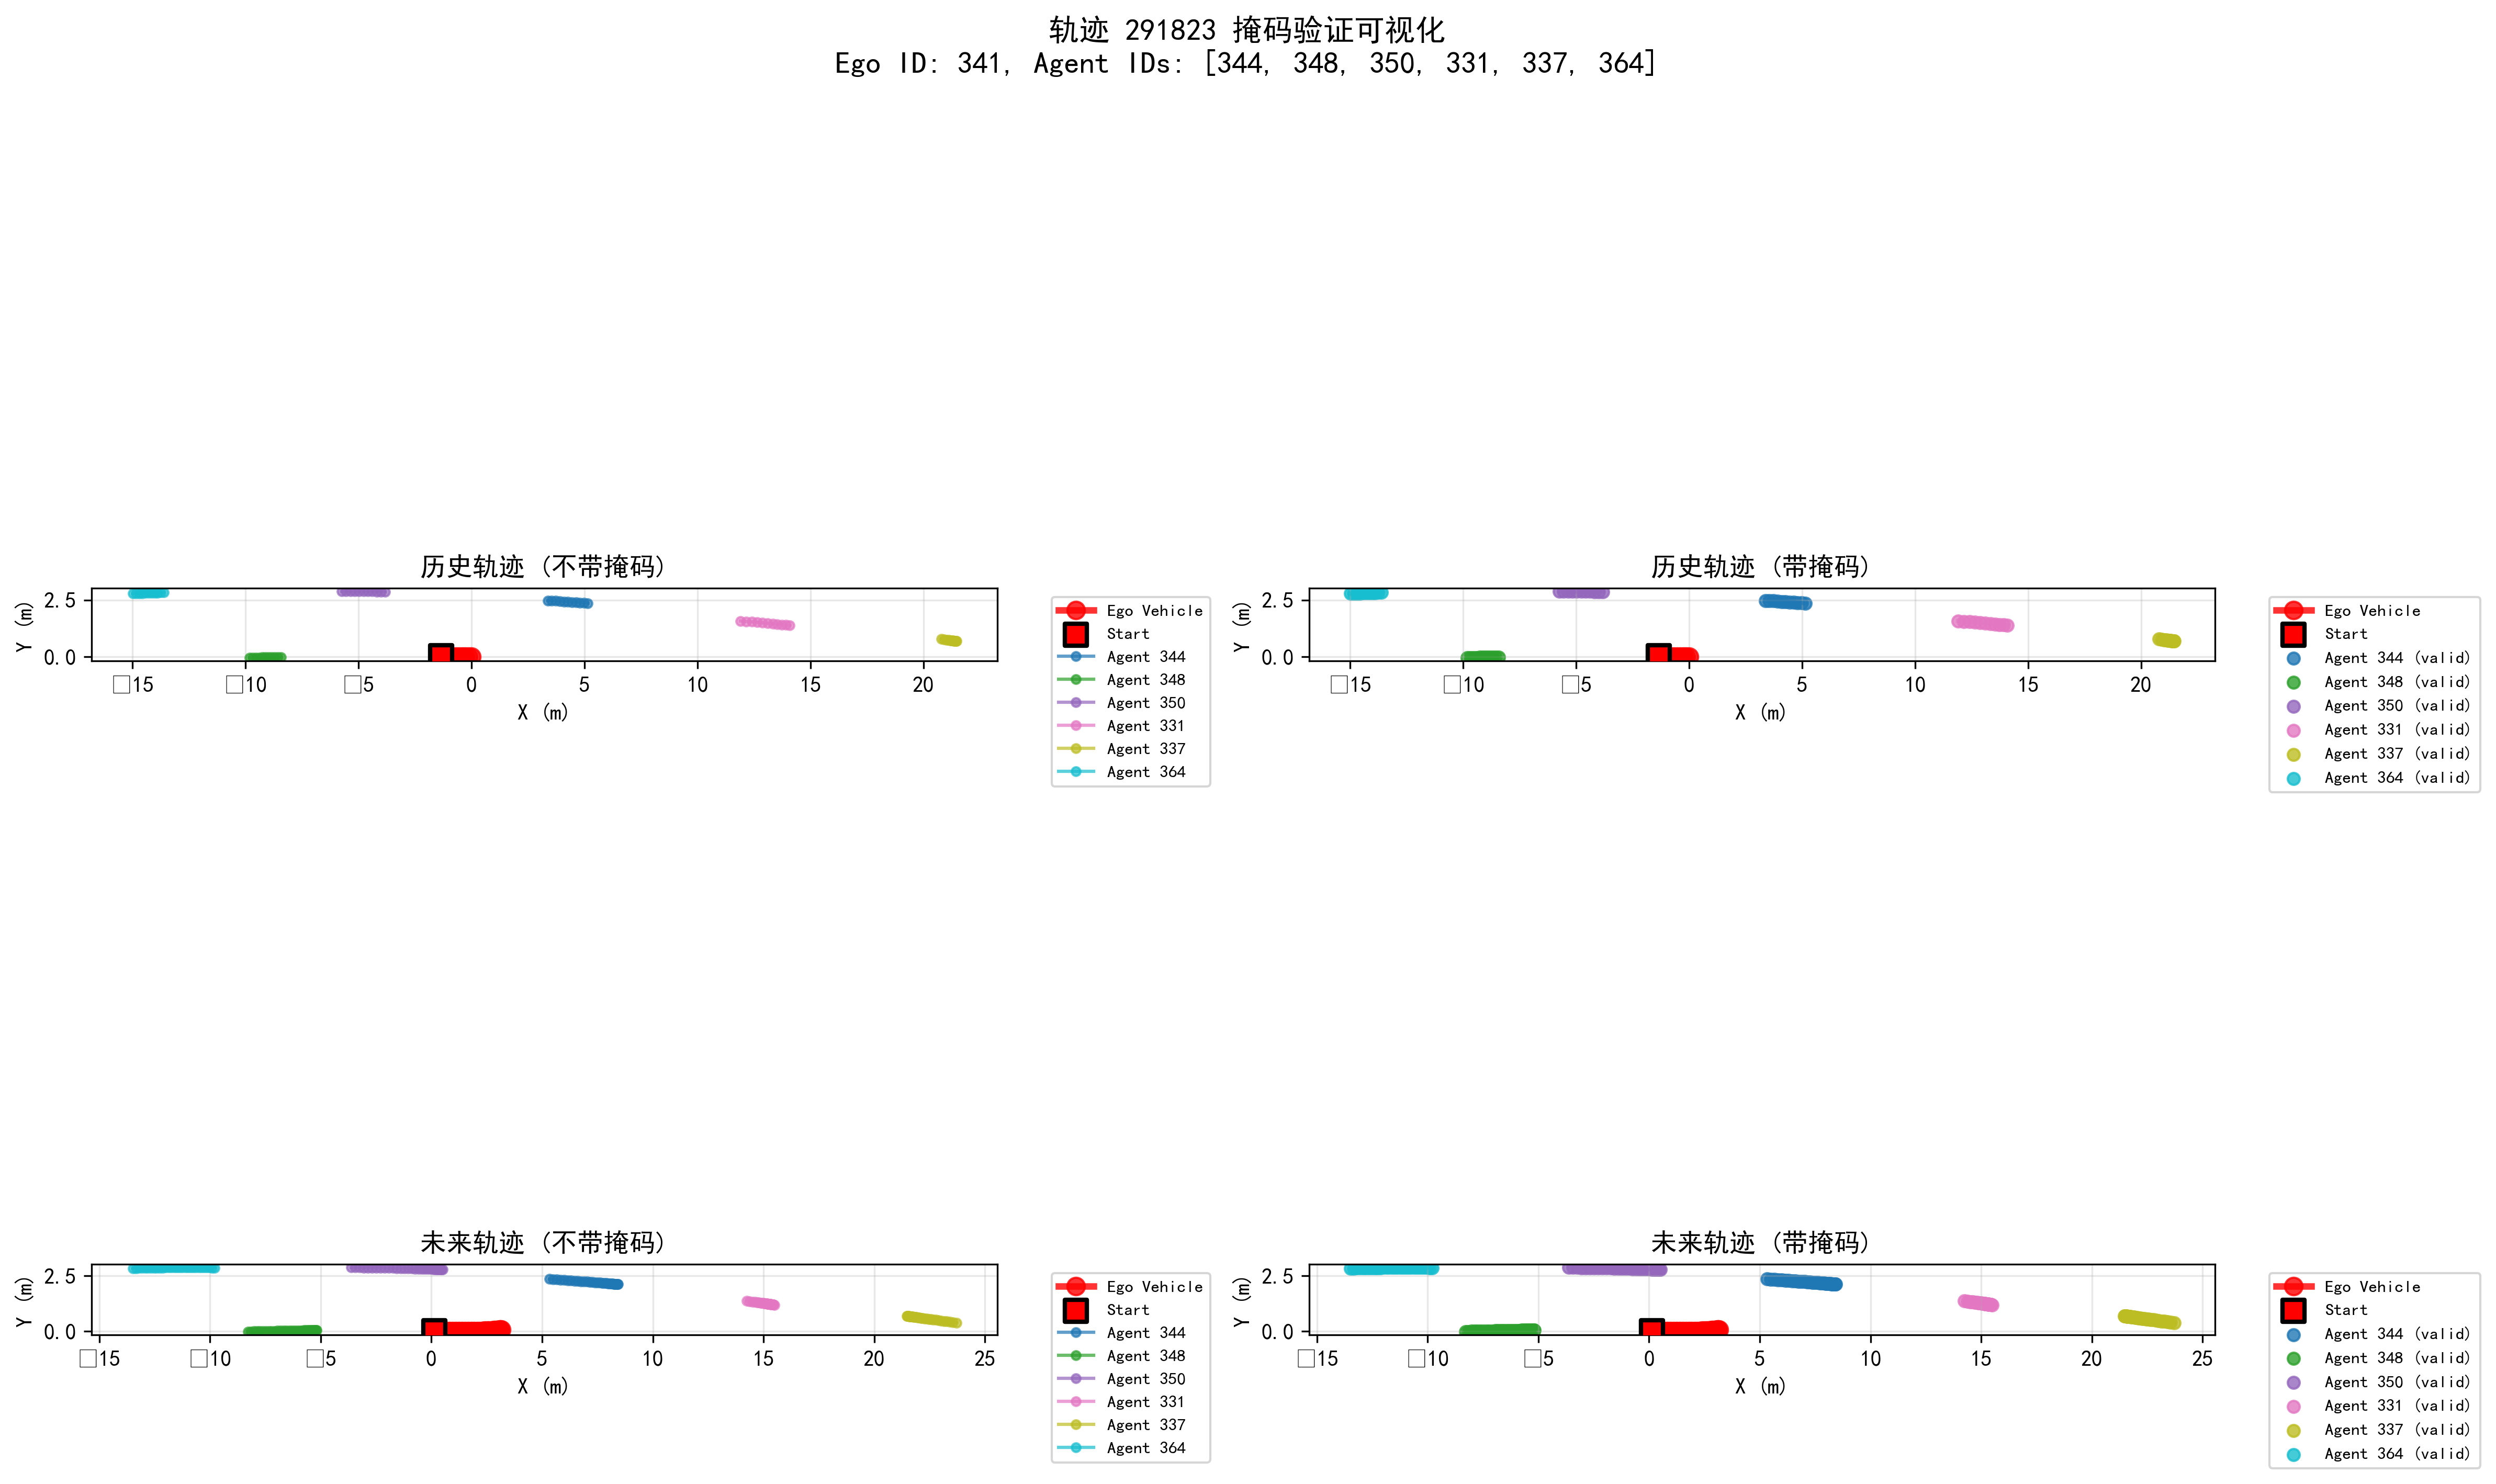 轨迹 291823 掩码验证可视化
Ego ID: 341, Agent IDs: [344, 348, 350, 331, 337, 364]
历史轨迹 (不带掩码)
Y (m)
2.5
0.0
□15 □10 □5 0 5 10 15 20
X (m)
Ego Vehicle
Start
Agent 344
Agent 348
Agent 350
Agent 331
Agent 337
Agent 364
历史轨迹 (带掩码)
Y (m)
2.5
0.0
□15 □10 □5 0 5 10 15 20
X (m)
Ego Vehicle
Start
Agent 344 (valid)
Agent 348 (valid)
Agent 350 (valid)
Agent 331 (valid)
Agent 337 (valid)
Agent 364 (valid)
未来轨迹 (不带掩码)
Y (m)
2.5
0.0
□15 □10 □5 0 5 10 15 20 25
X (m)
Ego Vehicle
Start
Agent 344
Agent 348
Agent 350
Agent 331
Agent 337
Agent 364
未来轨迹 (带掩码)
Y (m)
2.5
0.0
□15 □10 □5 0 5 10 15 20 25
X (m)
Ego Vehicle
Start
Agent 344 (valid)
Agent 348 (valid)
Agent 350 (valid)
Agent 331 (valid)
Agent 337 (valid)
Agent 364 (valid)